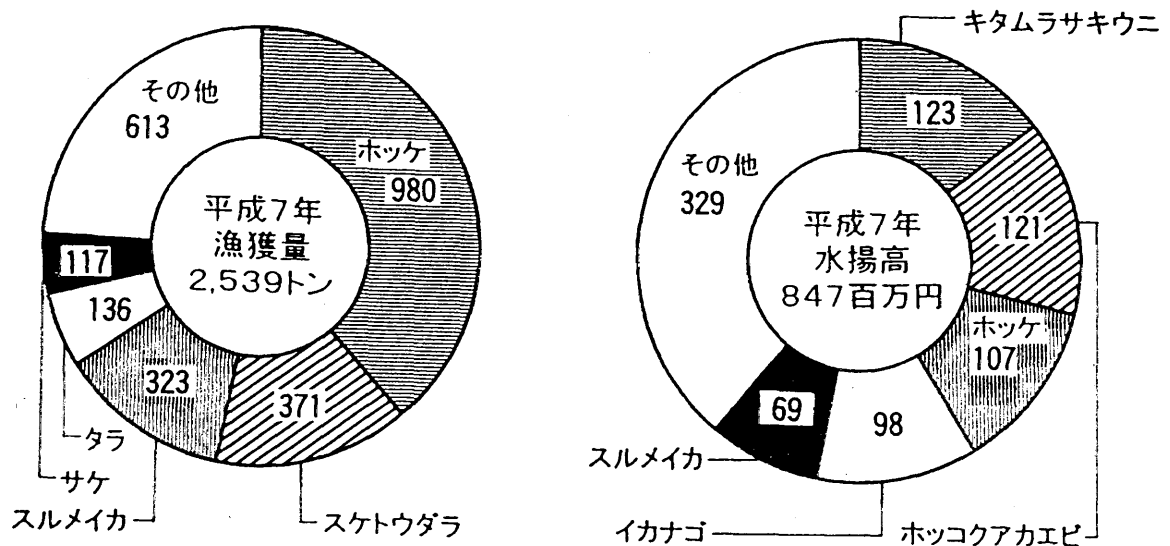 その他
613
ホッケ
980
平成7年
漁獲量
2,539トン
117
136
323
371
タラ
サケ
スルメイカ
スケトウダラ
キタムラサキウニ
123
その他
329
121
平成7年
水揚高
847百万円
ホッケ
107
69
98
スルメイカ
イカナゴ
ホッコクアカエビ